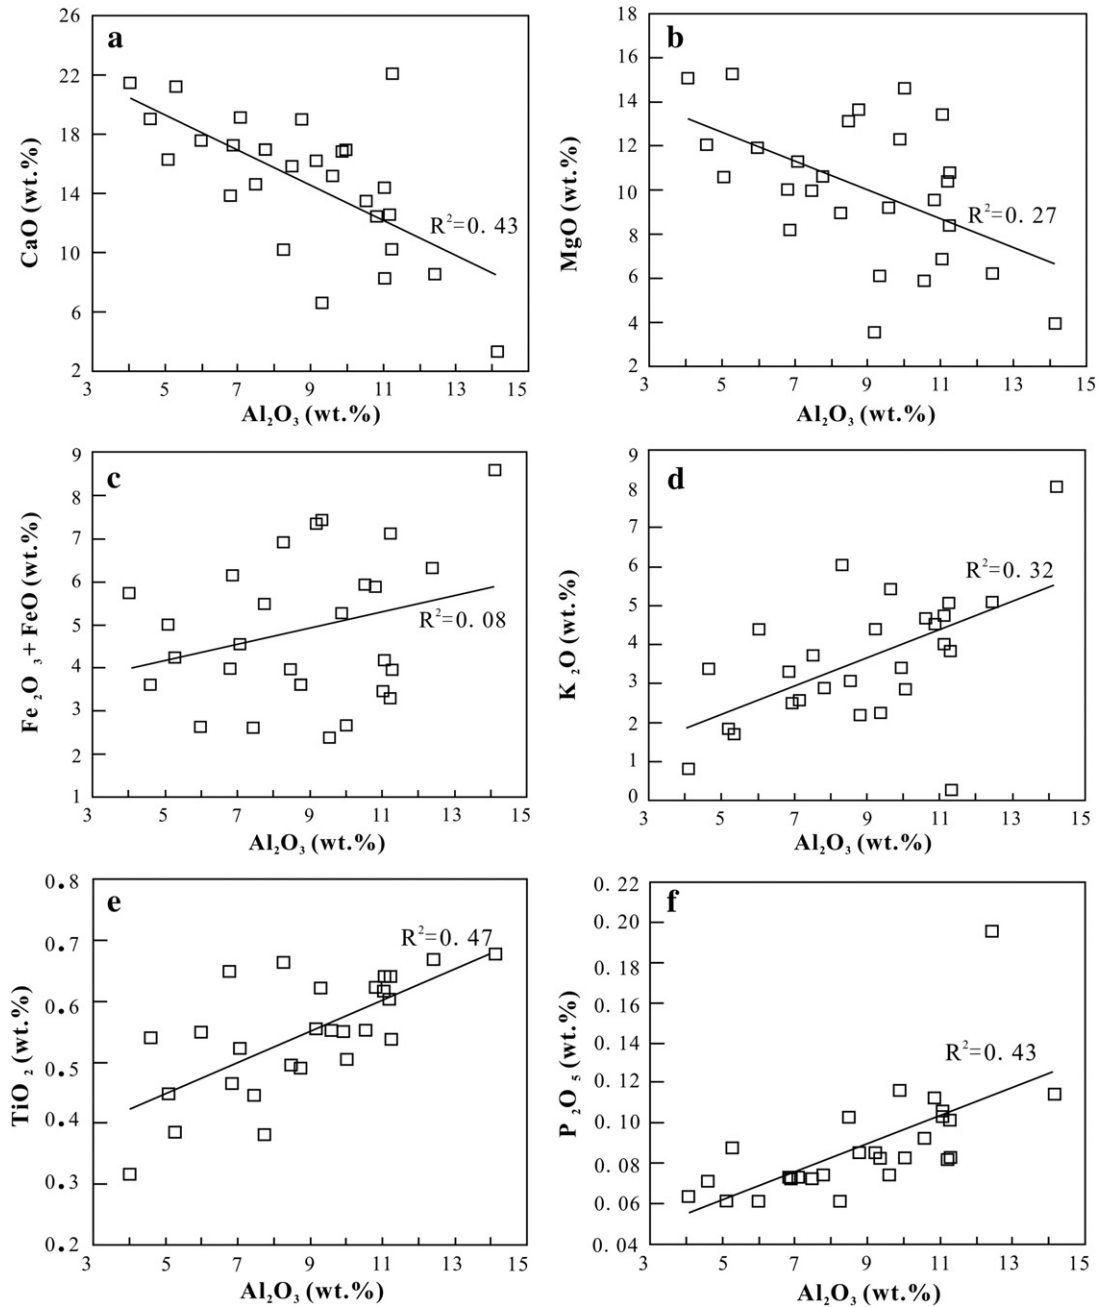 a
26
22
18
14
10
6
2
CaO (wt.%)
R²=0. 43
3 5 7 9 11 13 15
Al₂O₃ (wt.%)
b
18
16
14
12
10
8
6
4
2
MgO (wt.%)
R²=0. 27
3 5 7 9 11 13 15
Al₂O₃ (wt.%)
c
9
8
7
6
5
4
3
2
1
Fe₂O₃+FeO (wt.%)
R²=0. 08
3 5 7 9 11 13 15
Al₂O₃ (wt.%)
d
9
8
7
6
5
4
3
2
1
0
K₂O (wt.%)
R²=0. 32
3 5 7 9 11 13 15
Al₂O₃ (wt.%)
e
0.8
0.7
0.6
0.5
0.4
0.3
0.2
TiO₂ (wt.%)
R²=0. 47
3 5 7 9 11 13 15
Al₂O₃ (wt.%)
f
0. 22
0. 20
0. 18
0. 16
0. 14
0. 12
0. 10
0. 08
0. 06
0. 04
P₂O₅ (wt.%)
R²=0. 43
3 5 7 9 11 13 15
Al₂O₃ (wt.%)